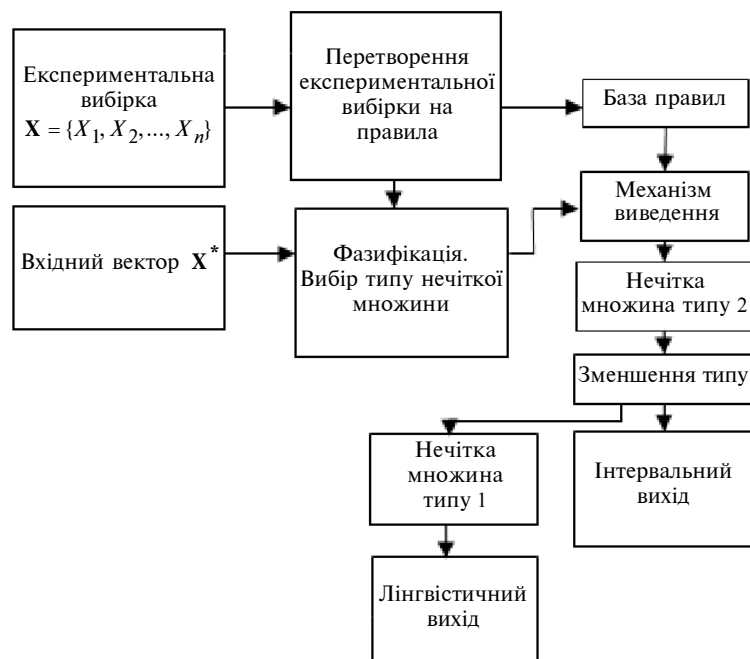 Експериментальна
вибірка
X = {X1, X2,..., Xn}
Перетворення
експериментальної
вибірки на
правила
База правил
Механізм
виведення
Вхідний вектор X*
Фазифікація.
Вибір типу нечіткої
множини
Нечітка
множина типу 2
Зменшення типу
Нечітка
множина
типу 1
Інтервальний
вихід
Лінгвістичний
вихід